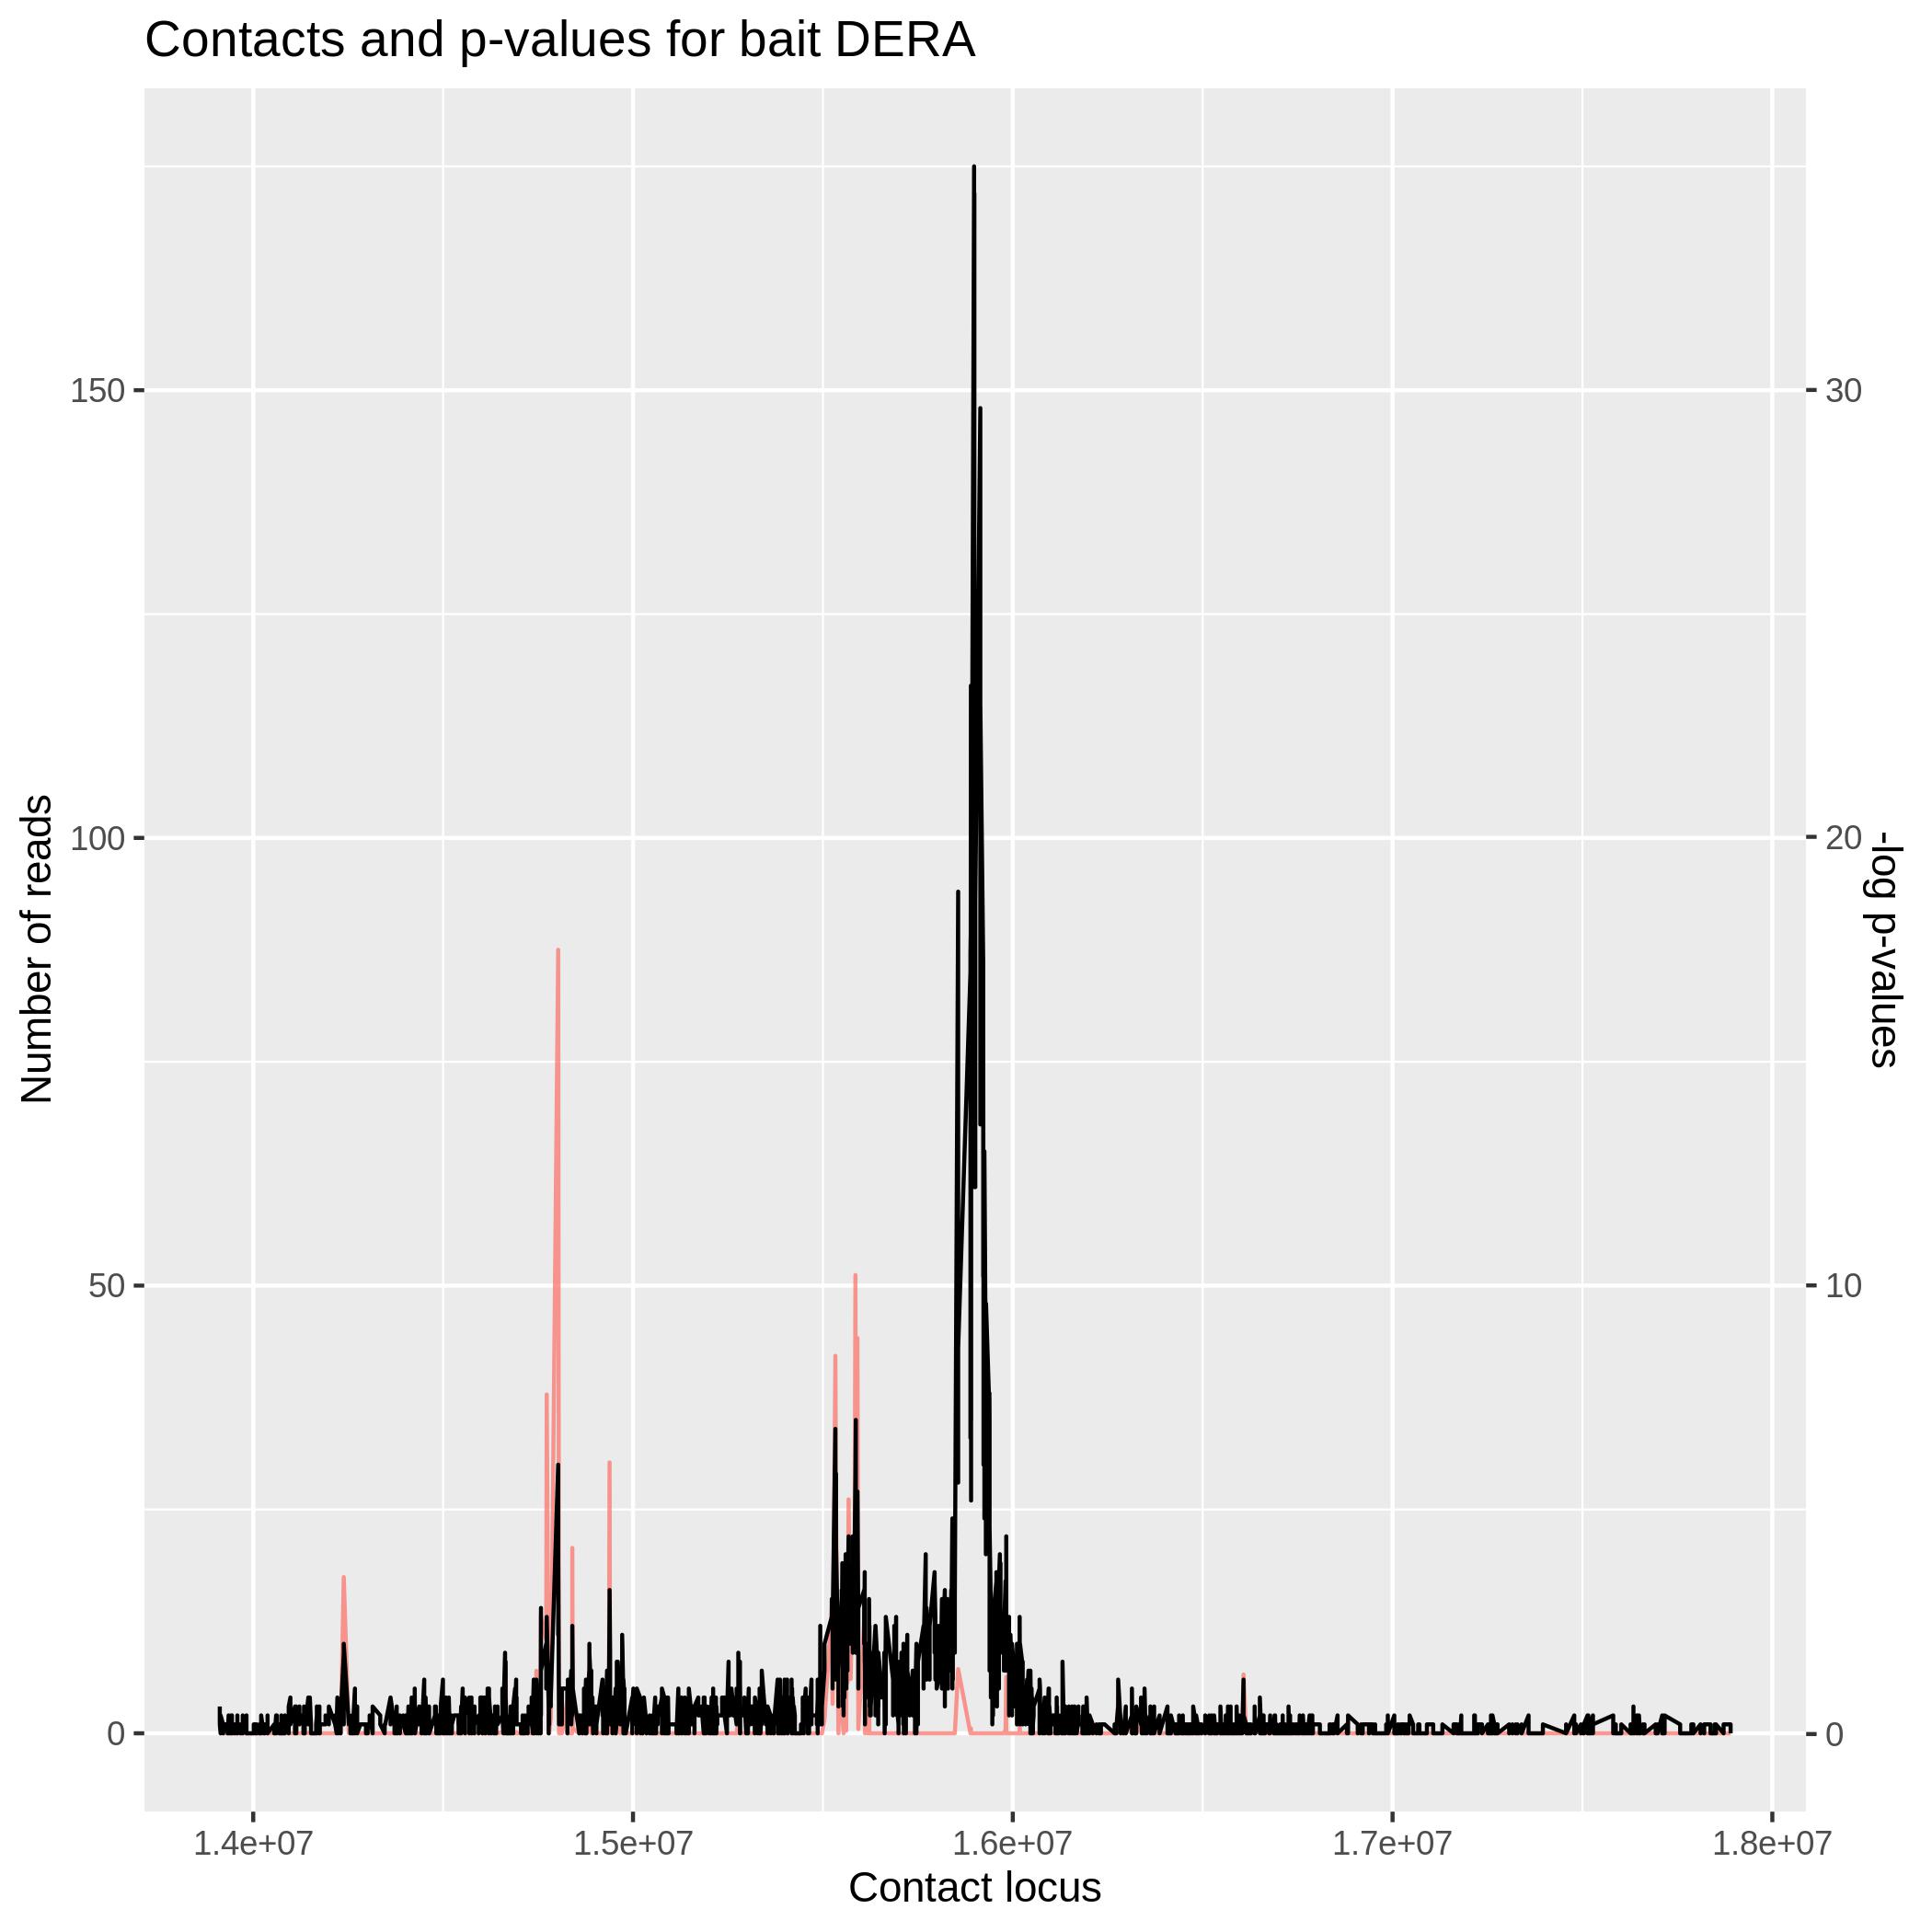 Contacts and p-values for bait DERA
Number of reads
150
100
50
0
30
20
10
0
-log p-values
1.4e+07 1.5e+07 1.6e+07 1.7e+07 1.8e+07
Contact locus